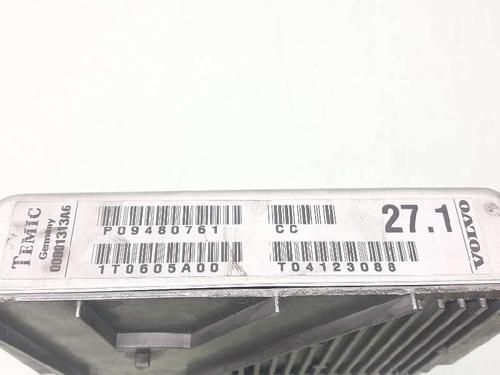 TEMIC
Germany
00001313A6
P09480761
CC
27.1
VOLVO
1T0605A00
T04123088